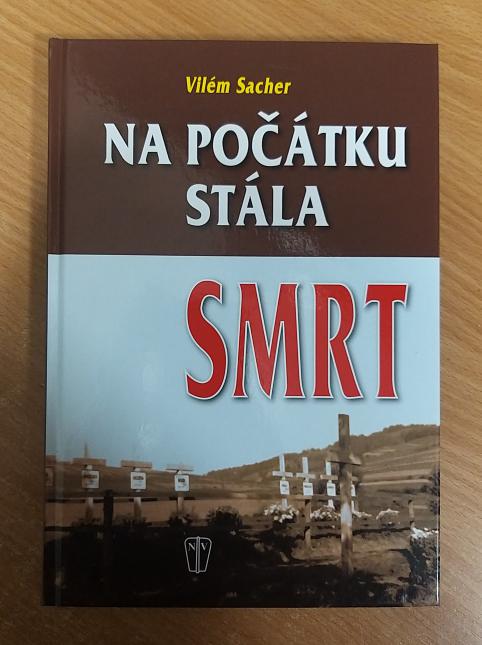 Vilém Sacher
NA POČÁTKU
STÁLA
SMRT
N V